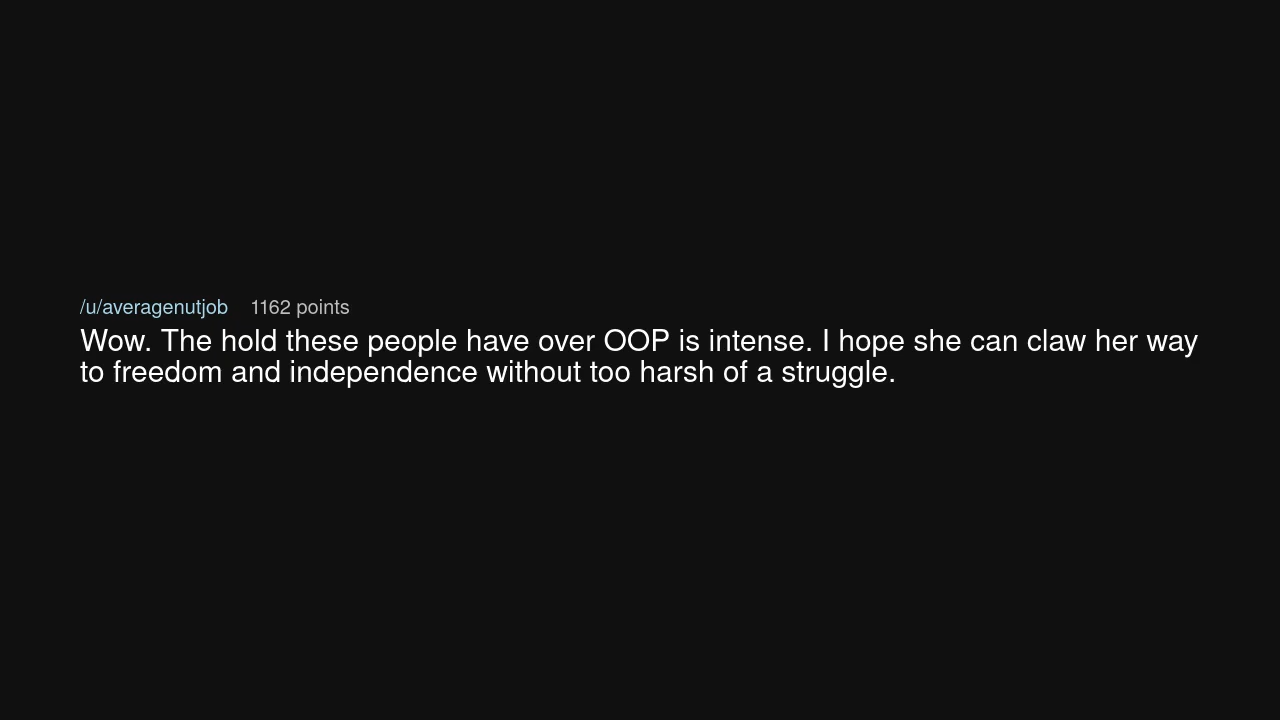 /u/averagenutjob 1162 points
Wow. The hold these people have over OOP is intense. I hope she can claw her way
to freedom and independence without too harsh of a struggle.